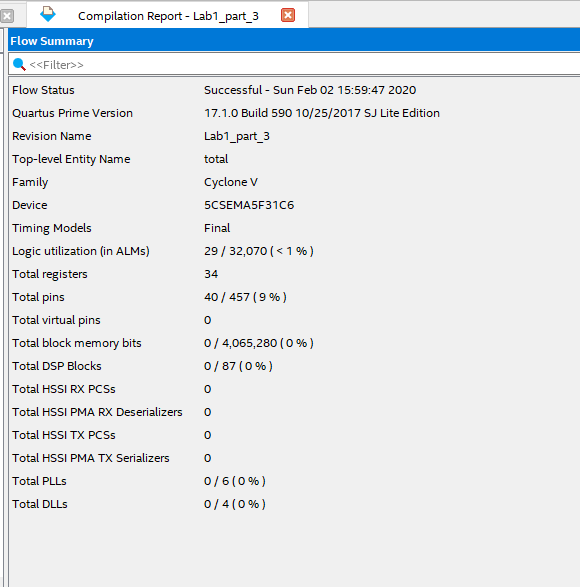 Compilation Report - Lab1_part_3
Flow Summary
<<Filter>>
Flow Status Successful - Sun Feb 02 15:59:47 2020
Quartus Prime Version 17.1.0 Build 590 10/25/2017 SJ Lite Edition
Revision Name Lab1_part_3
Top-level Entity Name total
Family Cyclone V
Device 5CSEMA5F31C6
Timing Models Final
Logic utilization (in ALMs) 29 / 32,070 ( < 1 % )
Total registers 34
Total pins 40 / 457 ( 9 % )
Total virtual pins 0
Total block memory bits 0 / 4,065,280 ( 0 % )
Total DSP Blocks 0 / 87 ( 0 % )
Total HSSI RX PCSs 0
Total HSSI PMA RX Deserializers 0
Total HSSI TX PCSs 0
Total HSSI PMA TX Serializers 0
Total PLLs 0 / 6 ( 0 % )
Total DLLs 0 / 4 ( 0 % )